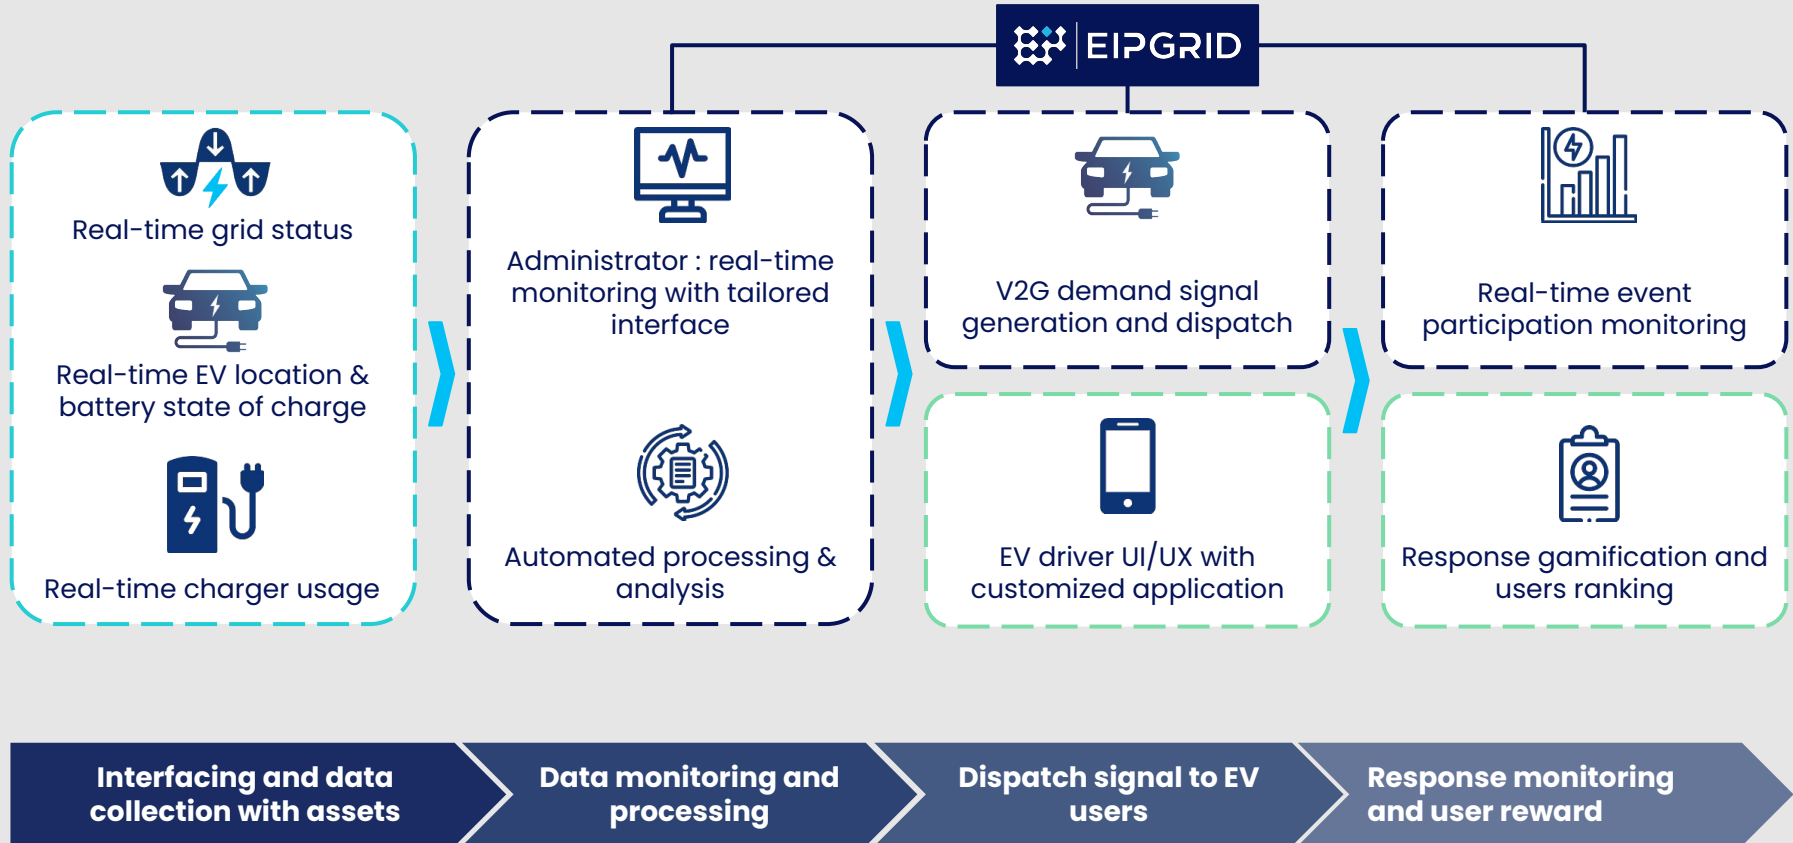 EIPGRID
Real-time grid status
Real-time EV location &
battery state of charge
Real-time charger usage
Administrator : real-time
monitoring with tailored
interface
Automated processing &
analysis
V2G demand signal
generation and dispatch
EV driver UI/UX with
customized application
Real-time event
participation monitoring
Response gamification and
users ranking
Interfacing and data
collection with assets
Data monitoring and
processing
Dispatch signal to EV
users
Response monitoring
and user reward